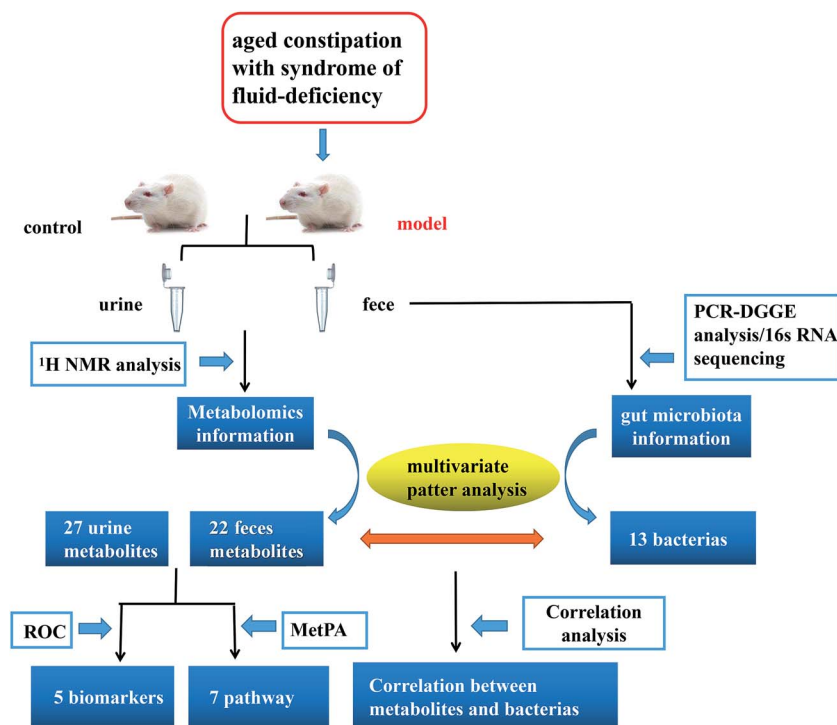 aged constipation
with syndrome of
fluid-deficiency
control
model
urine
fece
PCR-DGGE
analysis/16s RNA
sequencing
¹H NMR analysis
Metabolomics
information
gut microbiota
information
multivariate
patter analysis
27 urine
metabolites
22 feces
metabolites
13 bacterias
ROC
MetPA
Correlation
analysis
5 biomarkers
7 pathway
Correlation between
metabolites and bacterias